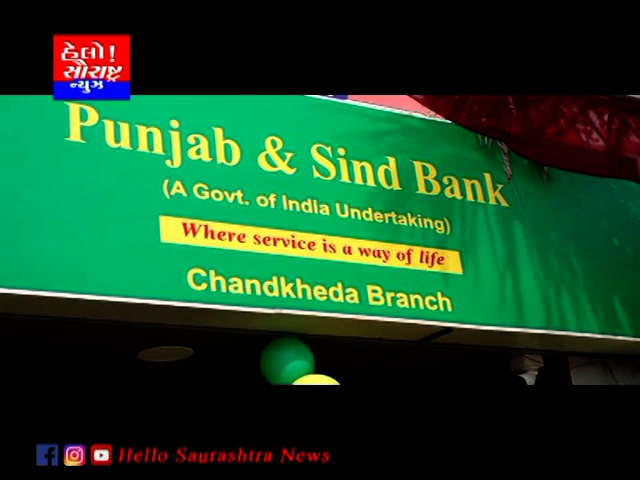 હેલો!
સૌરાષ્ટ્ર
ન્યુઝ
Punjab & Sind Bank
(A Govt. of India Undertaking)
Where service is a way of life
Chandkheda Branch
Hello Saurashtra News